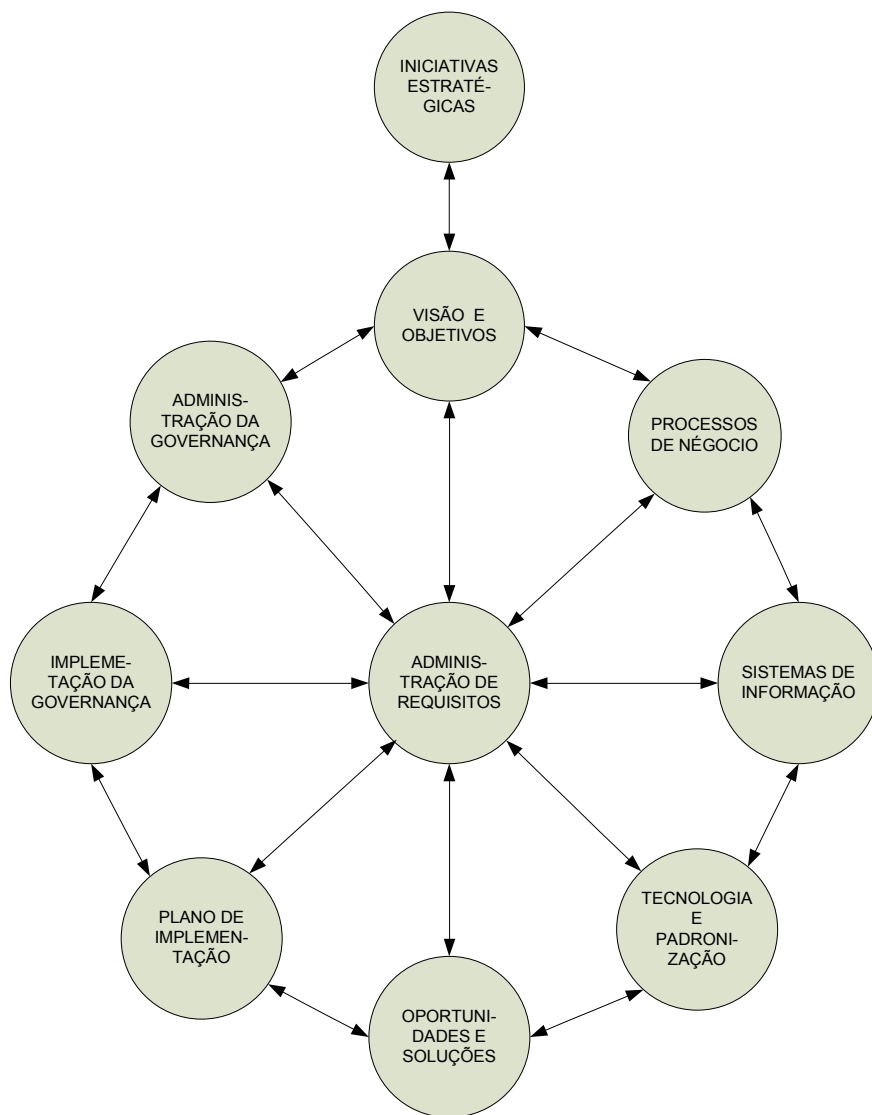 INICIATIVAS
ESTRATÉ-
GICAS
VISÃO E
OBJETIVOS
ADMINIS-
TRAÇÃO DA
GOVERNANÇA
PROCESSOS
DE NÉGOCIO
IMPLEME-
TAÇÃO DA
GOVERNANÇA
ADMINIS-
TRAÇÃO DE
REQUISITOS
SISTEMAS DE
INFORMAÇÃO
PLANO DE
IMPLEMEN-
TAÇÃO
TECNOLOGIA
E
PADRONI-
ZAÇÃO
OPORTUNI-
DADES E
SOLUÇÕES